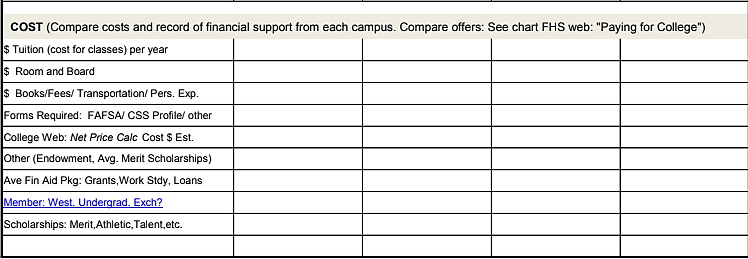 COST (Compare costs and record of financial support from each campus. Compare offers: See chart FHS web: "Paying for College")
$ Tuition (cost for classes) per year
$ Room and Board
$ Books/Fees/ Transportation/ Pers. Exp.
Forms Required: FAFSA/ CSS Profile/ other
College Web: Net Price Calc Cost $ Est.
Other (Endowment, Avg. Merit Scholarships)
Ave Fin Aid Pkg: Grants,Work Stdy, Loans
Member: West. Undergrad. Exch?
Scholarships: Merit,Athletic,Talent,etc.